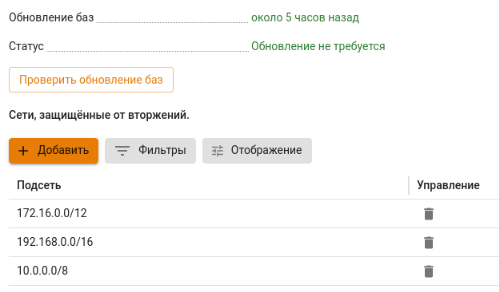 Обновление баз около 5 часов назад
Статус Обновление не требуется
Проверить обновление баз
Сети, защищённые от вторжений.
Добавить Фильтры Отображение
Подсеть Управление
172.16.0.0/12
192.168.0.0/16
10.0.0.0/8